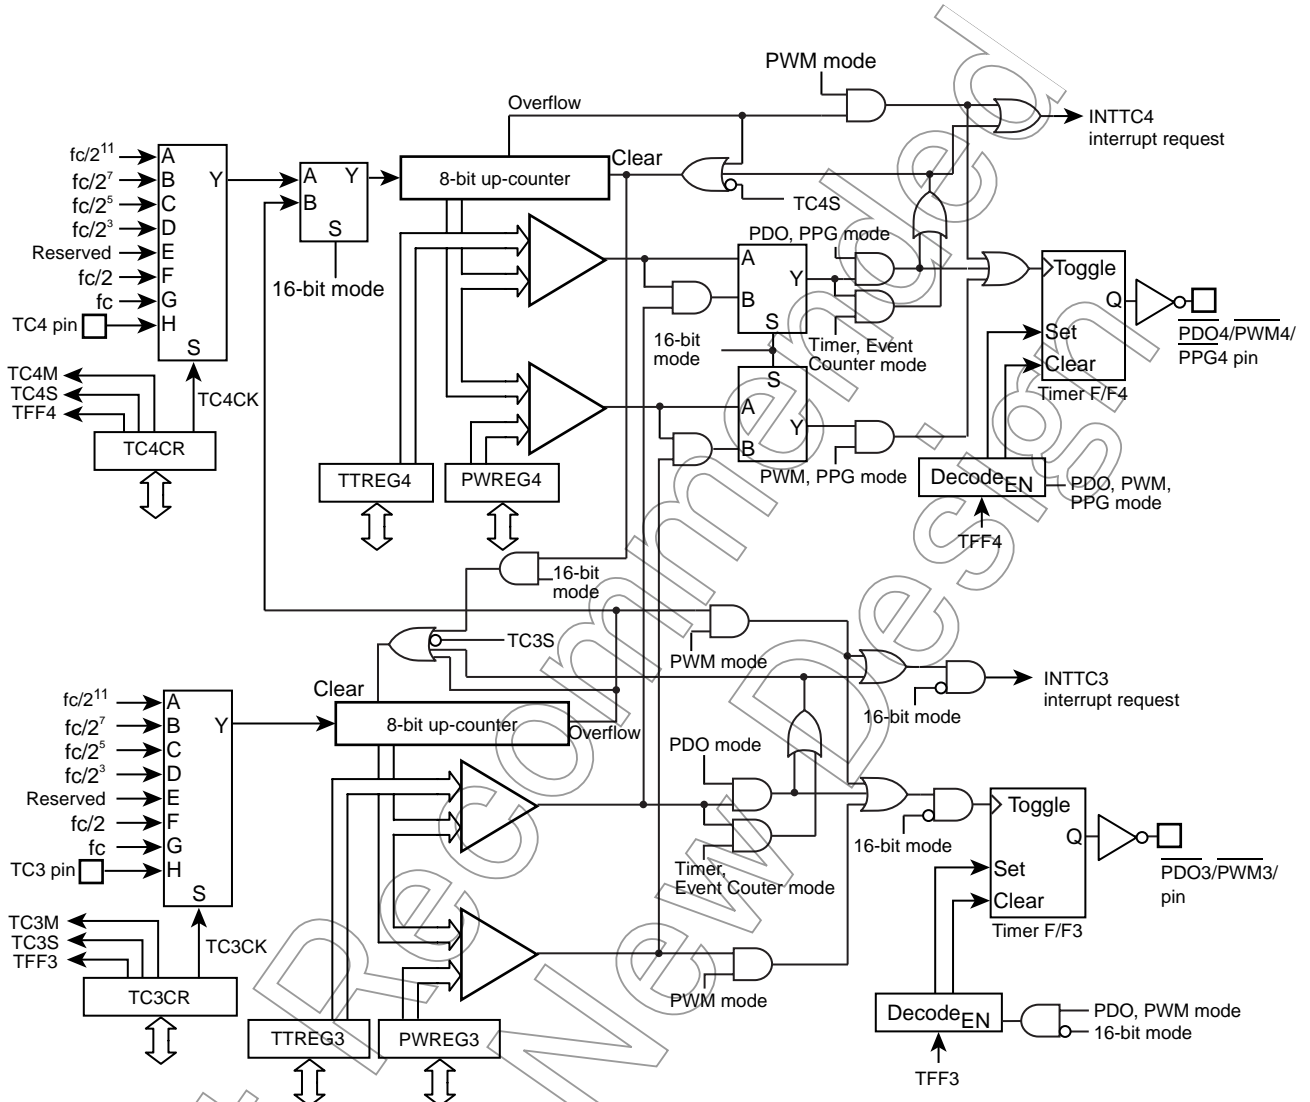 PWM mode
Overflow
INTTC4
interrupt request
fc/2¹¹
fc/2⁷
fc/2⁵
fc/2³
Reserved
fc/2
fc
TC4 pin
A
B
C
D
E
F
G
H
Y
S
A
B
Y
S
16-bit mode
8-bit up-counter
Clear
TC4S
PDO, PPG mode
A
B
Y
S
16-bit
mode
Timer, Event
Counter mode
S
A
B
Y
PWM, PPG mode
Toggle
Q
Set
Clear
Timer F/F4
PDO4/PWM4/
PPG4 pin
TC4M
TC4S
TFF4
TC4CK
TC4CR
TTREG4
PWREG4
Decode
EN
PDO, PWM,
PPG mode
TFF4
16-bit
mode
TC3S
PWM mode
INTTC3
interrupt request
16-bit mode
Clear
fc/2¹¹
fc/2⁷
fc/2⁵
fc/2³
Reserved
fc/2
fc
TC3 pin
A
B
C
D
E
F
G
H
Y
S
8-bit up-counter
Overflow
PDO mode
Timer,
Event Couter mode
16-bit mode
Toggle
Q
Set
Clear
Timer F/F3
PDO3/PWM3/
pin
TC3M
TC3S
TFF3
TC3CK
TC3CR
TTREG3
PWREG3
PWM mode
Decode
EN
PDO, PWM mode
16-bit mode
TFF3
Recommended
New Design